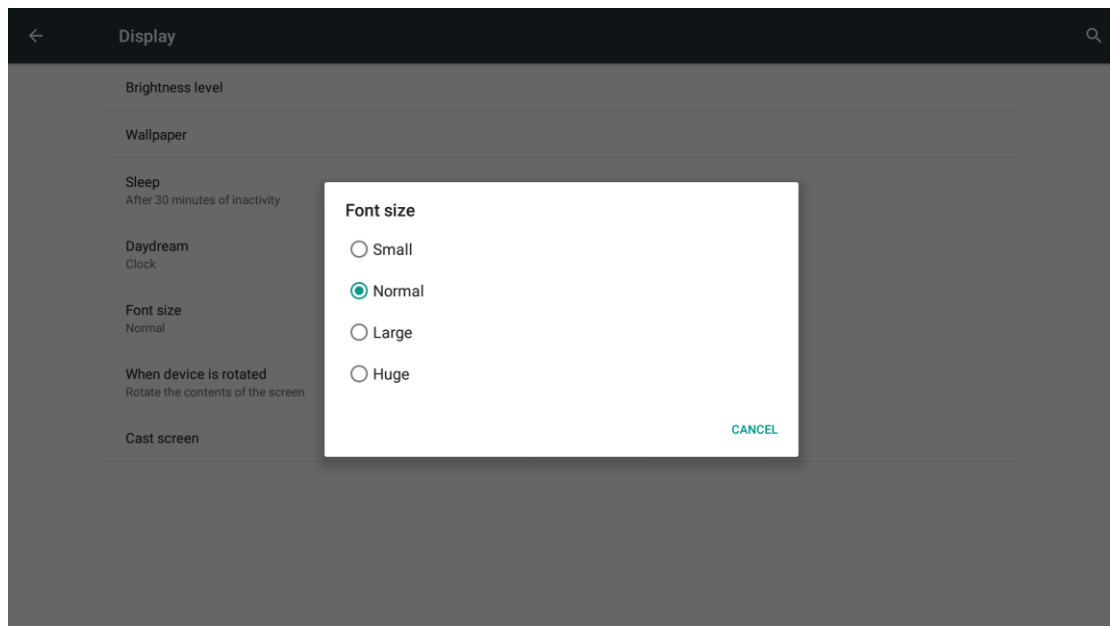 Display
Brightness level
Wallpaper
Sleep
After 30 minutes of inactivity
Daydream
Clock
Font size
Normal
When device is rotated
Rotate the contents of the screen
Cast screen
Font size
Small
Normal
Large
Huge
CANCEL